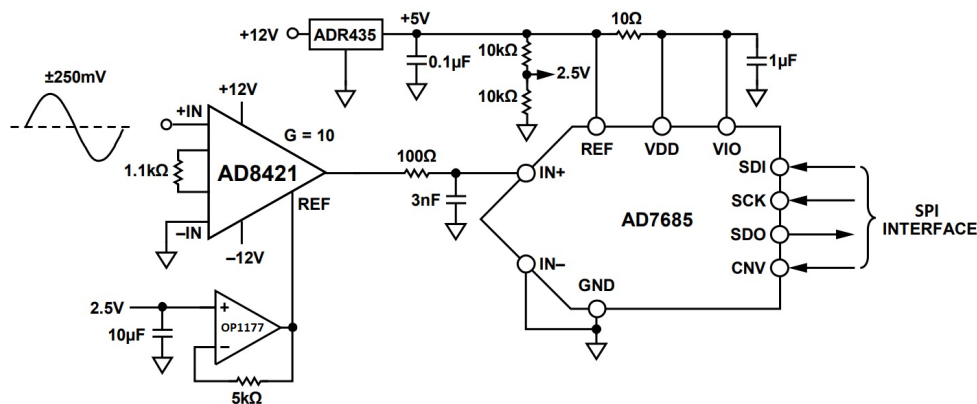 +12V
ADR435
+5V
0.1µF
10kΩ
10kΩ
2.5V
10Ω
1µF
±250mV
+IN
+12V
G = 10
1.1kΩ
AD8421
REF
–IN
–12V
100Ω
3nF
REF
VDD
VIO
IN+
AD7685
IN–
GND
SDI
SCK
SDO
CNV
SPI
INTERFACE
2.5V
10µF
+
OP1177
–
5kΩ